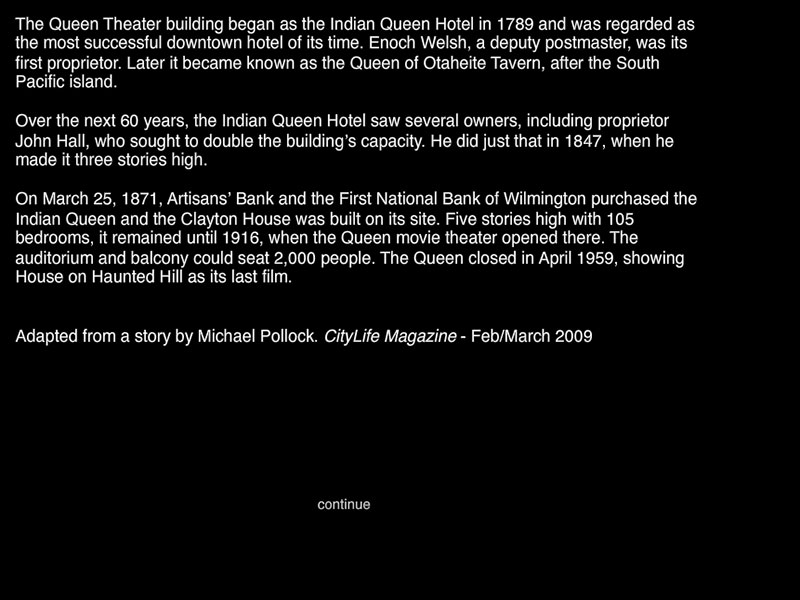 The Queen Theater building began as the Indian Queen Hotel in 1789 and was regarded as
the most successful downtown hotel of its time. Enoch Welsh, a deputy postmaster, was its
first proprietor. Later it became known as the Queen of Otaheite Tavern, after the South
Pacific island.
Over the next 60 years, the Indian Queen Hotel saw several owners, including proprietor
John Hall, who sought to double the building’s capacity. He did just that in 1847, when he
made it three stories high.
On March 25, 1871, Artisans’ Bank and the First National Bank of Wilmington purchased the
Indian Queen and the Clayton House was built on its site. Five stories high with 105
bedrooms, it remained until 1916, when the Queen movie theater opened there. The
auditorium and balcony could seat 2,000 people. The Queen closed in April 1959, showing
House on Haunted Hill as its last film.
Adapted from a story by Michael Pollock. CityLife Magazine - Feb/March 2009
continue